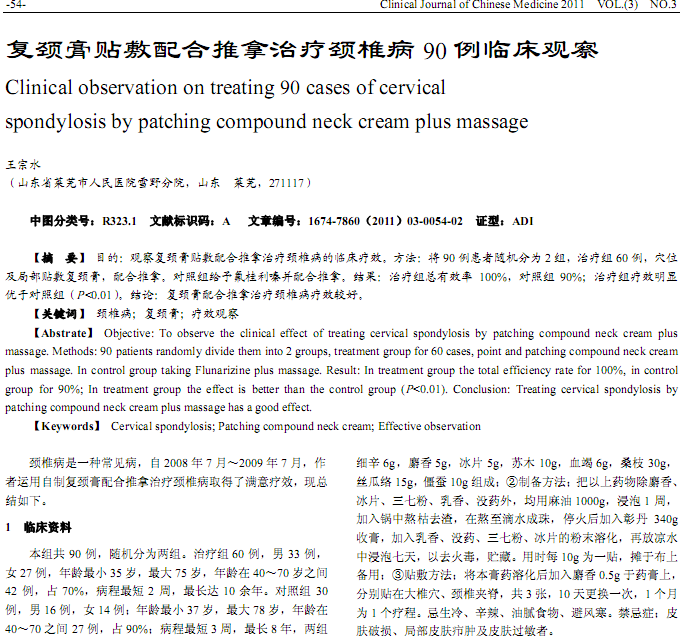 -54-
Clinical Journal of Chinese Medicine 2011 VOL.(3) NO.3
复颈膏贴敷配合推拿治疗颈椎病 90 例临床观察
Clinical observation on treating 90 cases of cervical
spondylosis by patching compound neck cream plus massage
王宗水
（山东省莱芜市人民医院雪野分院，山东 莱芜，271117）
中图分类号：R323.1 文献标识码：A 文章编号：1674-7860（2011）03-0054-02 证型：ADI
【摘 要】 目的：观察复颈膏贴敷配合推拿治疗颈椎病的临床疗效。方法：将 90 例患者随机分为 2 组，治疗组 60 例，穴位
及局部贴敷复颈膏，配合推拿。对照组给予氟桂利嗪并配合推拿。结果：治疗组总有效率 100%，对照组 90%；治疗组疗效明显
优于对照组（P<0.01）。结论：复颈膏配合推拿治疗颈椎病疗效较好。
【关键词】 颈椎病；复颈膏；疗效观察
【Abstrate】 Objective: To observe the clinical effect of treating cervical spondylosis by patching compound neck cream plus
massage. Methods: 90 patients randomly divide them into 2 groups, treatment group for 60 cases, point and patching compound neck cream
plus massage. In control group taking Flunarizine plus massage. Result: In treatment group the total efficiency rate for 100%, in control
group for 90%; In treatment group the effect is better than the control group (P<0.01). Conclusion: Treating cervical spondylosis by
patching compound neck cream plus massage has a good effect.
【Keywords】 Cervical spondylosis; Patching compound neck cream; Effective observation
颈椎病是一种常见病，自 2008 年 7 月～2009 年 7 月，作
者运用自制复颈膏配合推拿治疗颈椎病取得了满意疗效，现总
结如下。
1 临床资料
本组共 90 例，随机分为两组。治疗组 60 例，男 33 例，
女 27 例，年龄最小 35 岁，最大 75 岁，年龄在 40～70 岁之间
42 例，占 70%，病程最短 2 周，最长达 10 余年。对照组 30
例，男 16 例，女 14 例；年龄最小 37 岁，最大 78 岁，年龄在
40～70 之间 27 例，占 90%；病程最短 3 周，最长 8 年，两组
细辛 6g，麝香 5g，冰片 5g，苏木 10g，血竭 6g，桑枝 30g，
丝瓜络 15g，僵蚕 10g 组成；②制备方法：把以上药物除麝香、
冰片、三七粉、乳香、没药外，均用麻油 1000g，浸泡 1 周，
加入锅中熬枯去渣，在熬至滴水成珠，停火后加入彰丹 340g
收膏，加入乳香、没药、三七粉、冰片的粉末溶化，再放凉水
中浸泡七天，以去火毒，贮藏。用时每 10g 为一贴，摊于布上
备用；③贴敷方法：将本膏药溶化后加入麝香 0.5g 于药膏上，
分别贴在大椎穴、颈椎夹脊，共 3 张，10 天更换一次，1 个月
为 1 个疗程。忌生冷、辛辣、油腻食物、避风寒。禁忌症：皮
肤破损、局部皮肤疖肿及皮肤过敏者。